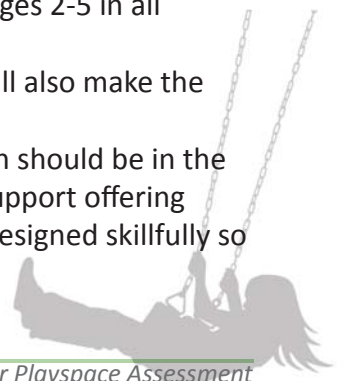 ges 2-5 in all
ll also make the
n should be in the
upport offering
esigned skillfully so
r Playspace Assessment